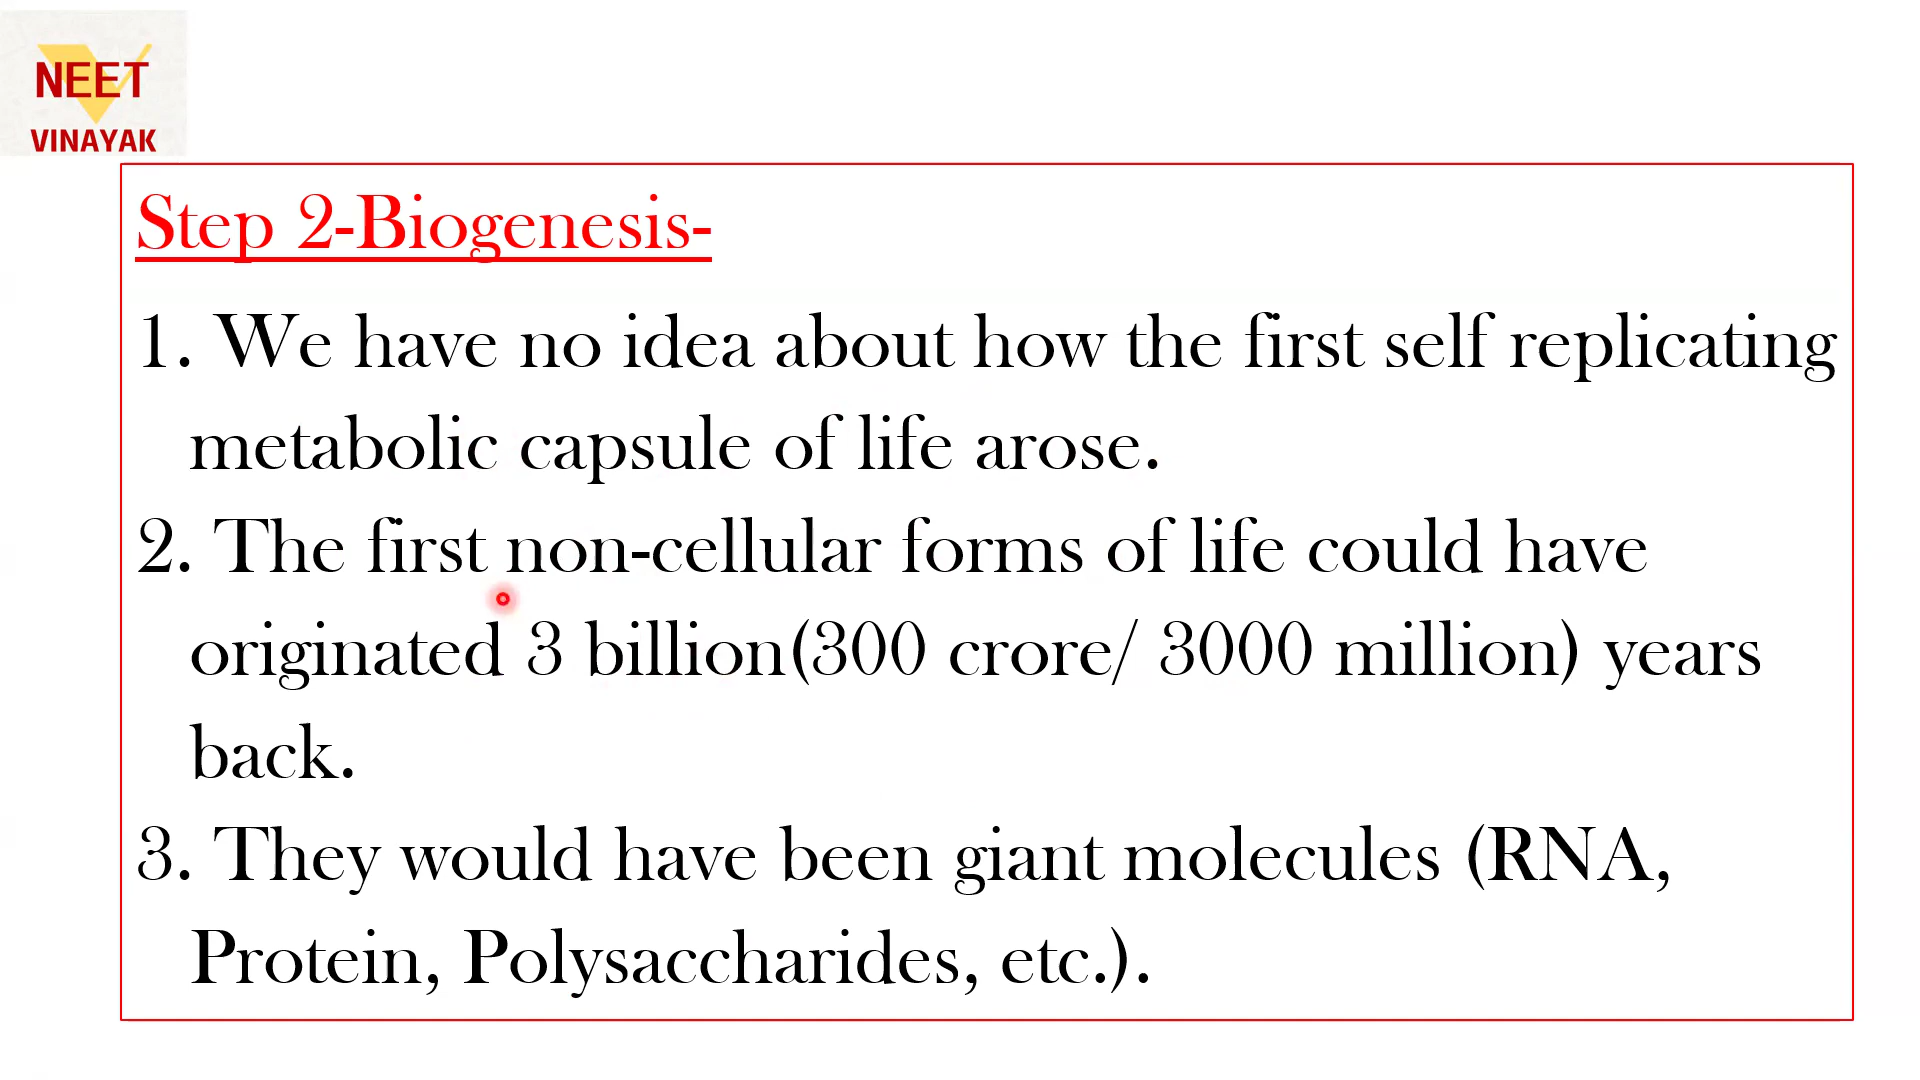 NEET
VINAYAK
Step 2-Biogenesis-
1. We have no idea about how the first self replicating
metabolic capsule of life arose.
2. The first non-cellular forms of life could have
originated 3 billion(300 crore/ 3000 million) years
back.
3. They would have been giant molecules (RNA,
Protein, Polysaccharides, etc.).